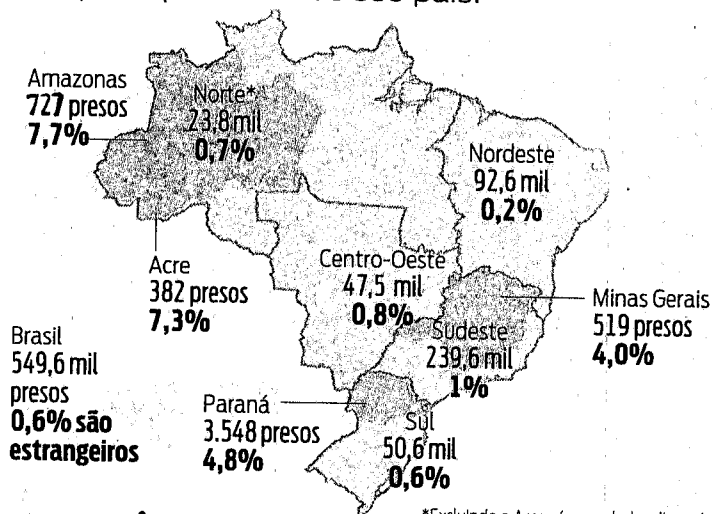 seu país.
Amazonas
727 presos
7,7%
Norte*
23,8 mil
0,7%
Nordeste
92,6 mil
0,2%
Acre
382 presos
7,3%
Centro-Oeste
47,5 mil
0,8%
Minas Gerais
519 presos
4,0%
Sudeste
239,6 mil
1%
Brasil
549,6 mil
presos
0,6% são
estrangeiros
Paraná
3.548 presos
4,8%
Sul
50,6 mil
0,6%